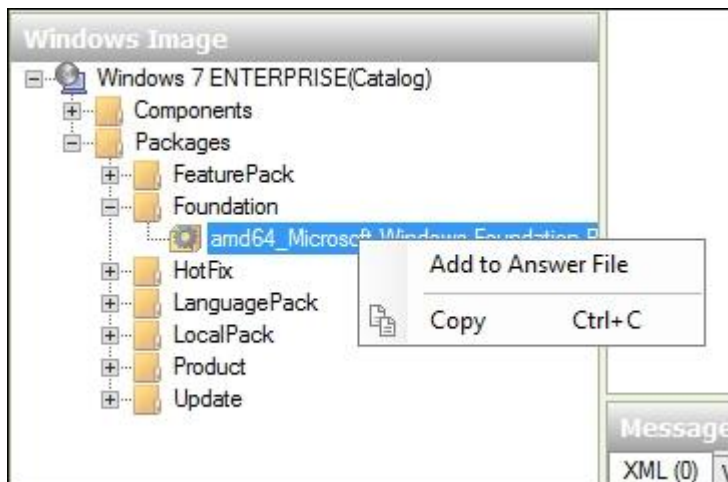 Windows Image
Windows 7 ENTERPRISE(Catalog)
Components
Packages
FeaturePack
Foundation
amd64_Microsoft-Windows-Foundation-P
Add to Answer File
HotFix
LanguagePack
Copy Ctrl+C
LocalPack
Product
Update
Message
XML (0)